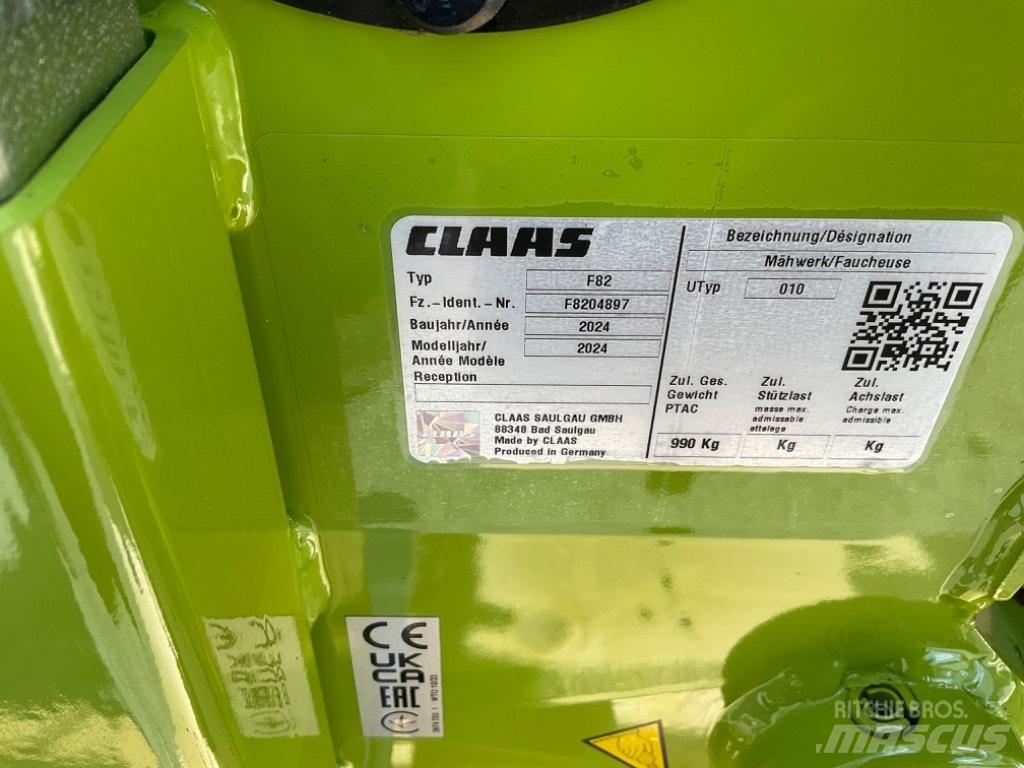 CLAAS
Typ F82
Fz.-Ident.-Nr. F8204897
Baujahr/Année 2024
Modelljahr/
Année Modèle 2024
Reception
CLAAS SAULGAU GMBH
88348 Bad Saulgau
Made by CLAAS
Produced in Germany
Bezeichnung/Désignation
Mähwerk/Faucheuse
UTyp 010
Zul. Ges.
Gewicht
PTAC
990 Kg
Zul.
Stützlast
masse max.
admissable
attelage
Kg
Zul.
Achslast
Charge max.
admissible
Kg
CE
UK
CA
EAC
RITCHIE BROS.
MASCUS